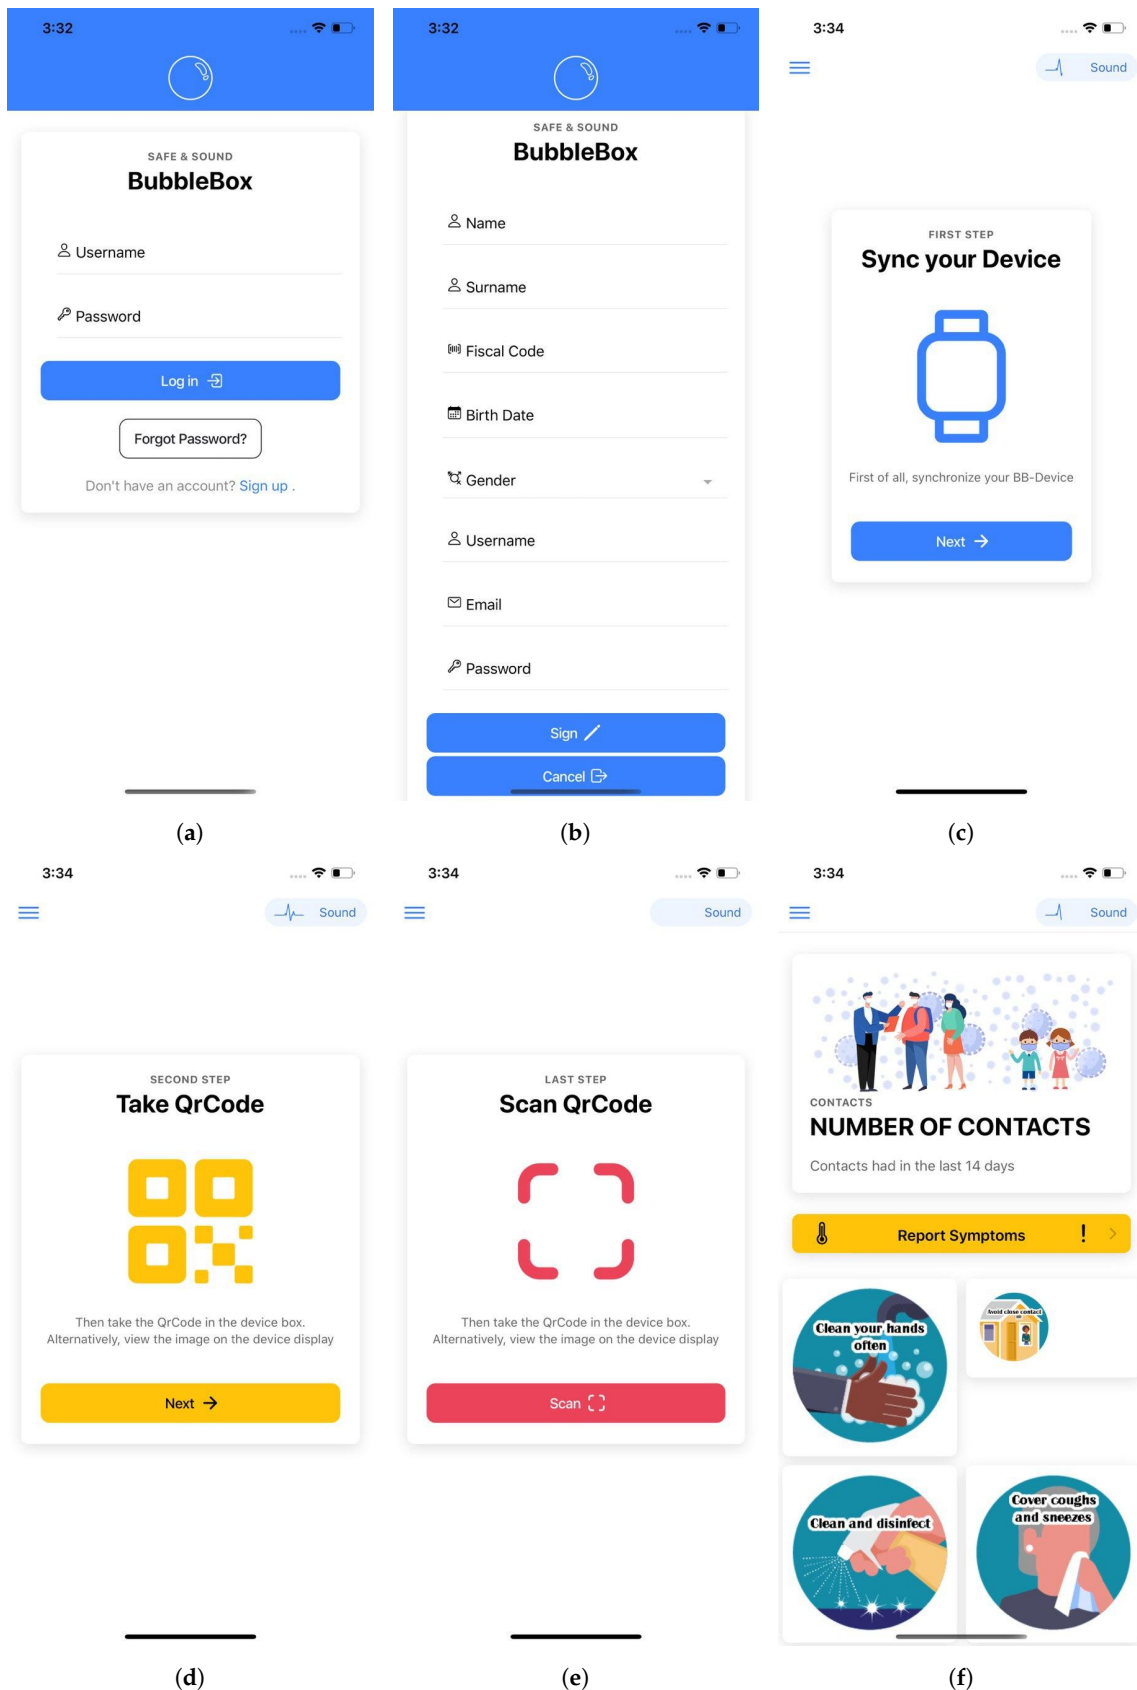 3:32
SAFE & SOUND
BubbleBox
Username
Password
Log in
Forgot Password?
Don't have an account? Sign up .
(a)
3:32
SAFE & SOUND
BubbleBox
Name
Surname
Fiscal Code
Birth Date
Gender
Username
Email
Password
Sign
Cancel
(b)
3:34
Sound
FIRST STEP
Sync your Device
First of all, synchronize your BB-Device
Next
(c)
3:34
Sound
SECOND STEP
Take QrCode
Then take the QrCode in the device box.
Alternatively, view the image on the device display
Next
(d)
3:34
Sound
LAST STEP
Scan QrCode
Then take the QrCode in the device box.
Alternatively, view the image on the device display
Scan
(e)
3:34
Sound
CONTACTS
NUMBER OF CONTACTS
Contacts had in the last 14 days
Report Symptoms !
Clean your hands
often
Avoid close contact
Clean and disinfect
Cover coughs
and sneezes
(f)